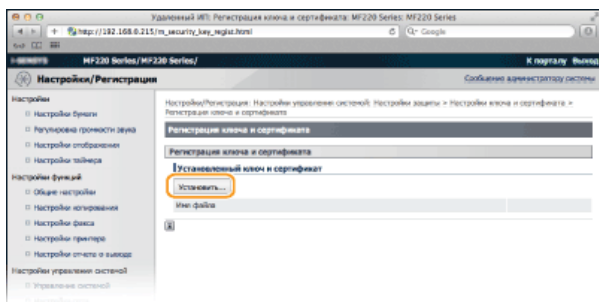 Удаленный ИП: Регистрация ключа и сертификата: MF220 Series: MF220 Series
http://192.168.0.215/m_security_key_regist.html
Google
MF220 Series/MF220 Series/
К порталу Выход
Настройки/Регистрация
Сообщение администратору системы
Настройки
Настройки бумаги
Регулировка громкости звука
Настройки отображения
Настройки таймера
Настройки функций
Общие настройки
Настройки копирования
Настройки факса
Настройки принтера
Настройки отчета о выводе
Настройки управления системой
Управление системой
Настройки/Регистрация: Настройки управления системой: Настройки защиты > Настройки ключа и сертификата >
Регистрация ключа и сертификата
Регистрация ключа и сертификата
Регистрация ключа и сертификата
Установленный ключ и сертификат
Установить...
Имя файла